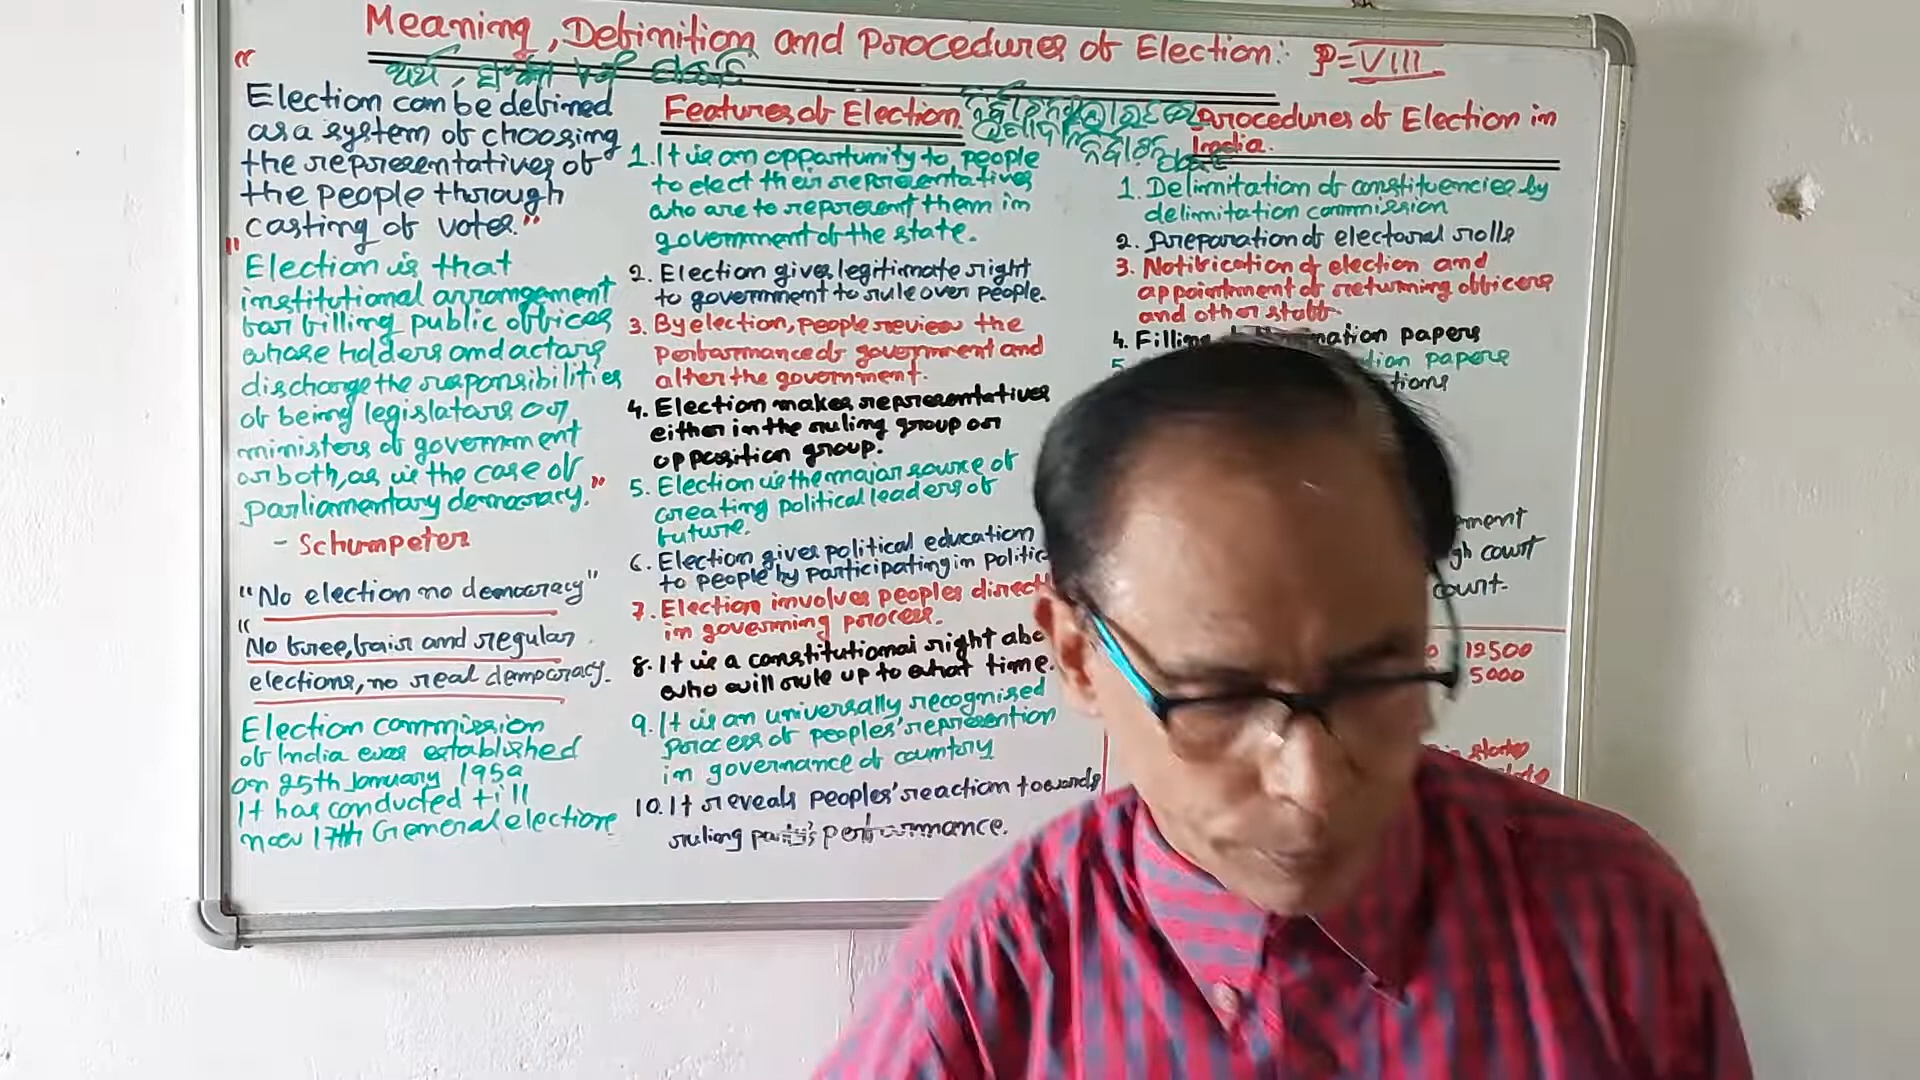 Meaning, Definition and Procedures of Election: P=VIII
ଅର୍ଥ,
"
Election can be defined
as a system of choosing
the representatives of
the people through
casting of votes."
"
Election is that
institutional arrangement
for filling public offices
whose holders and actors
discharge the responsibilities
of being legislators or
ministers of government
or both, as is the case of
parliamentary democracy."
- Schumpeter
"No election no democracy"
"
No free, fair and regular
elections, no real democracy.
Election commission
of India was established
on 25th January 1950
It has conducted till
now 17th General elections
Features of Election
1. It is an opportunity to people
to elect their representatives
who are to represent them in
government of the state.
2. Election gives legitimate right
to government to rule over people.
3. By election, people review the
performance of government and
alter the government.
4. Election makes representatives
either in the ruling group or
opposition group.
5. Election is the major source of
creating political leaders of
future.
6. Election gives political education
to people by participating in
7. Election involves peoples
in governing process.
8. It is a constitutional right
who will rule up to what time.
9. It is an universally recognised
process of peoples' represention
in governance of country
10. It reveals peoples' reaction towards
ruling party's performance.
Procedures of Election in
India.
1. Delimitation of constituencies by
delimitation commission
2. Preparation of electoral rolls
3. Notification of election and
appointment of returning officers
and other staff.
4. Filling papers
5. papers
court
court.
12500
5000